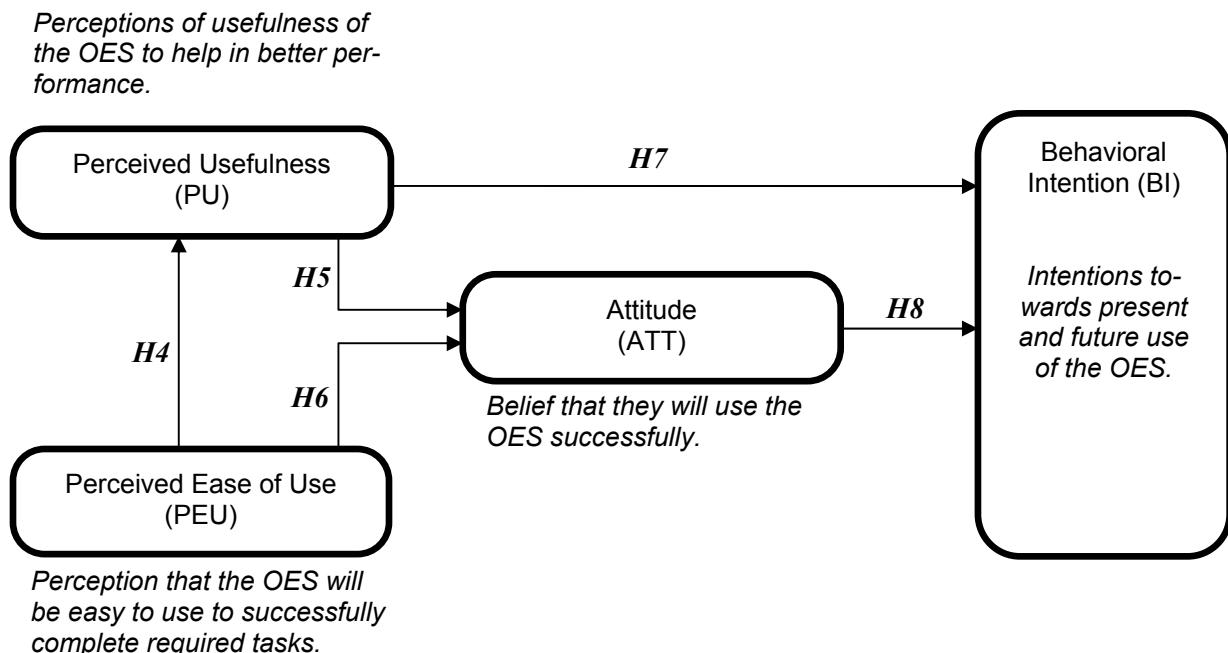 Perceptions of usefulness of
the OES to help in better per-
formance.
Perceived Usefulness
(PU)
H7
Behavioral
Intention (BI)
H5
Attitude
(ATT)
H8
Intentions to-
wards present
and future use
of the OES.
H4
H6
Belief that they will use the
OES successfully.
Perceived Ease of Use
(PEU)
Perception that the OES will
be easy to use to successfully
complete required tasks.